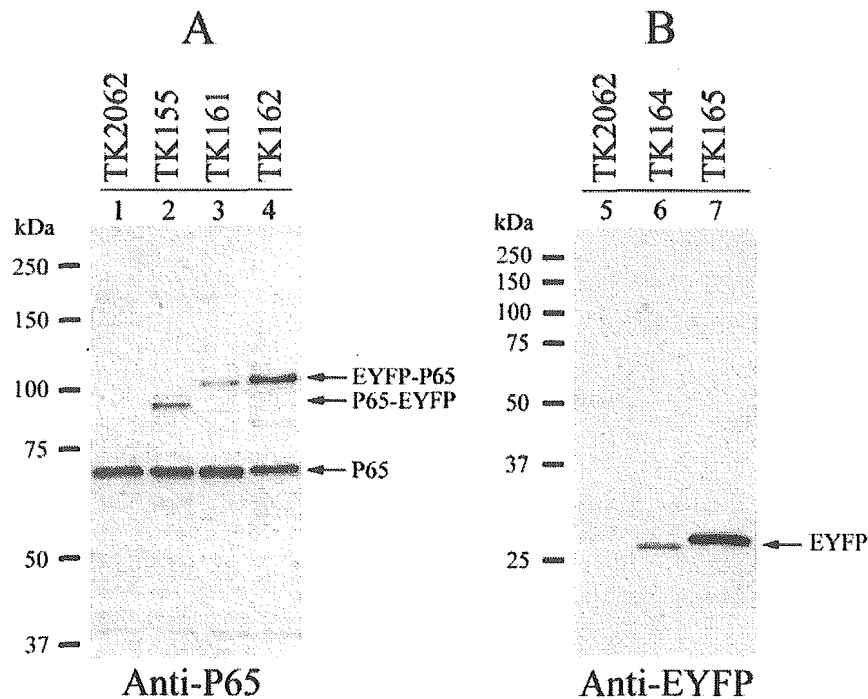 A
TK2062
TK155
TK161
TK162
1 2 3 4
kDa
250
150
100
75
50
37
EYFP-P65
P65-EYFP
P65
Anti-P65
B
TK2062
TK164
TK165
5 6 7
kDa
250
150
100
75
50
37
25
EYFP
Anti-EYFP